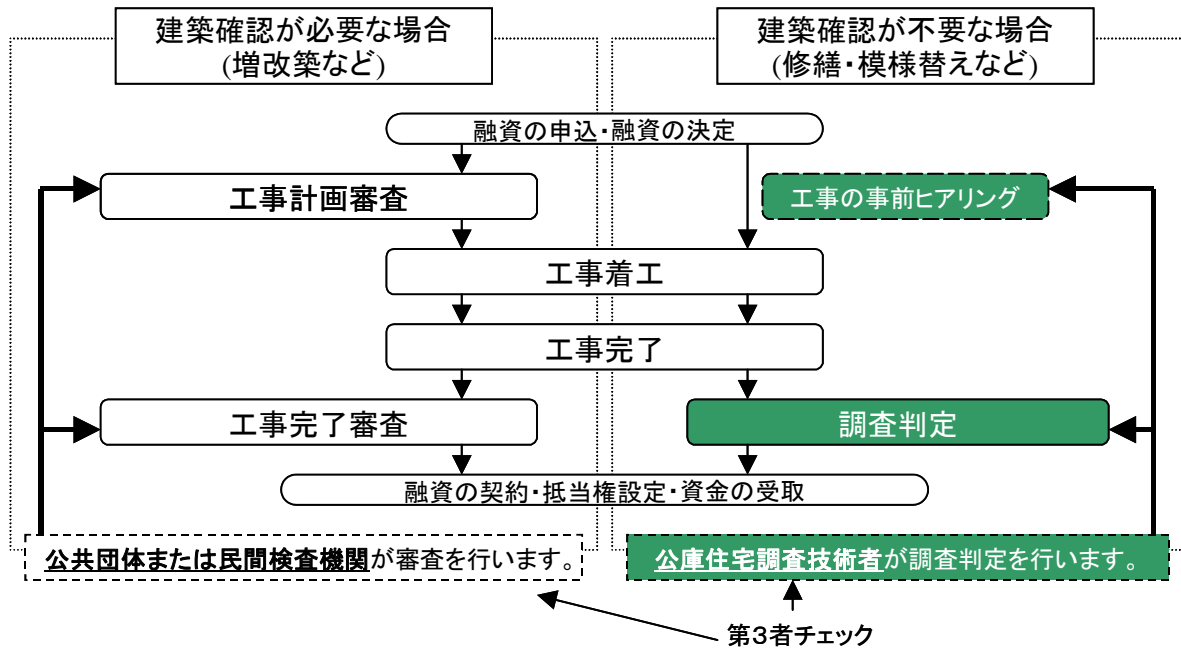 建築確認が必要な場合
(増改築など)
建築確認が不要な場合
(修繕・模様替えなど)
融資の申込・融資の決定
工事計画審査
工事の事前ヒアリング
工事着工
工事完了
工事完了審査
調査判定
融資の契約・抵当権設定・資金の受取
公共団体または民間検査機関が審査を行います。
公庫住宅調査技術者が調査判定を行います。
第3者チェック